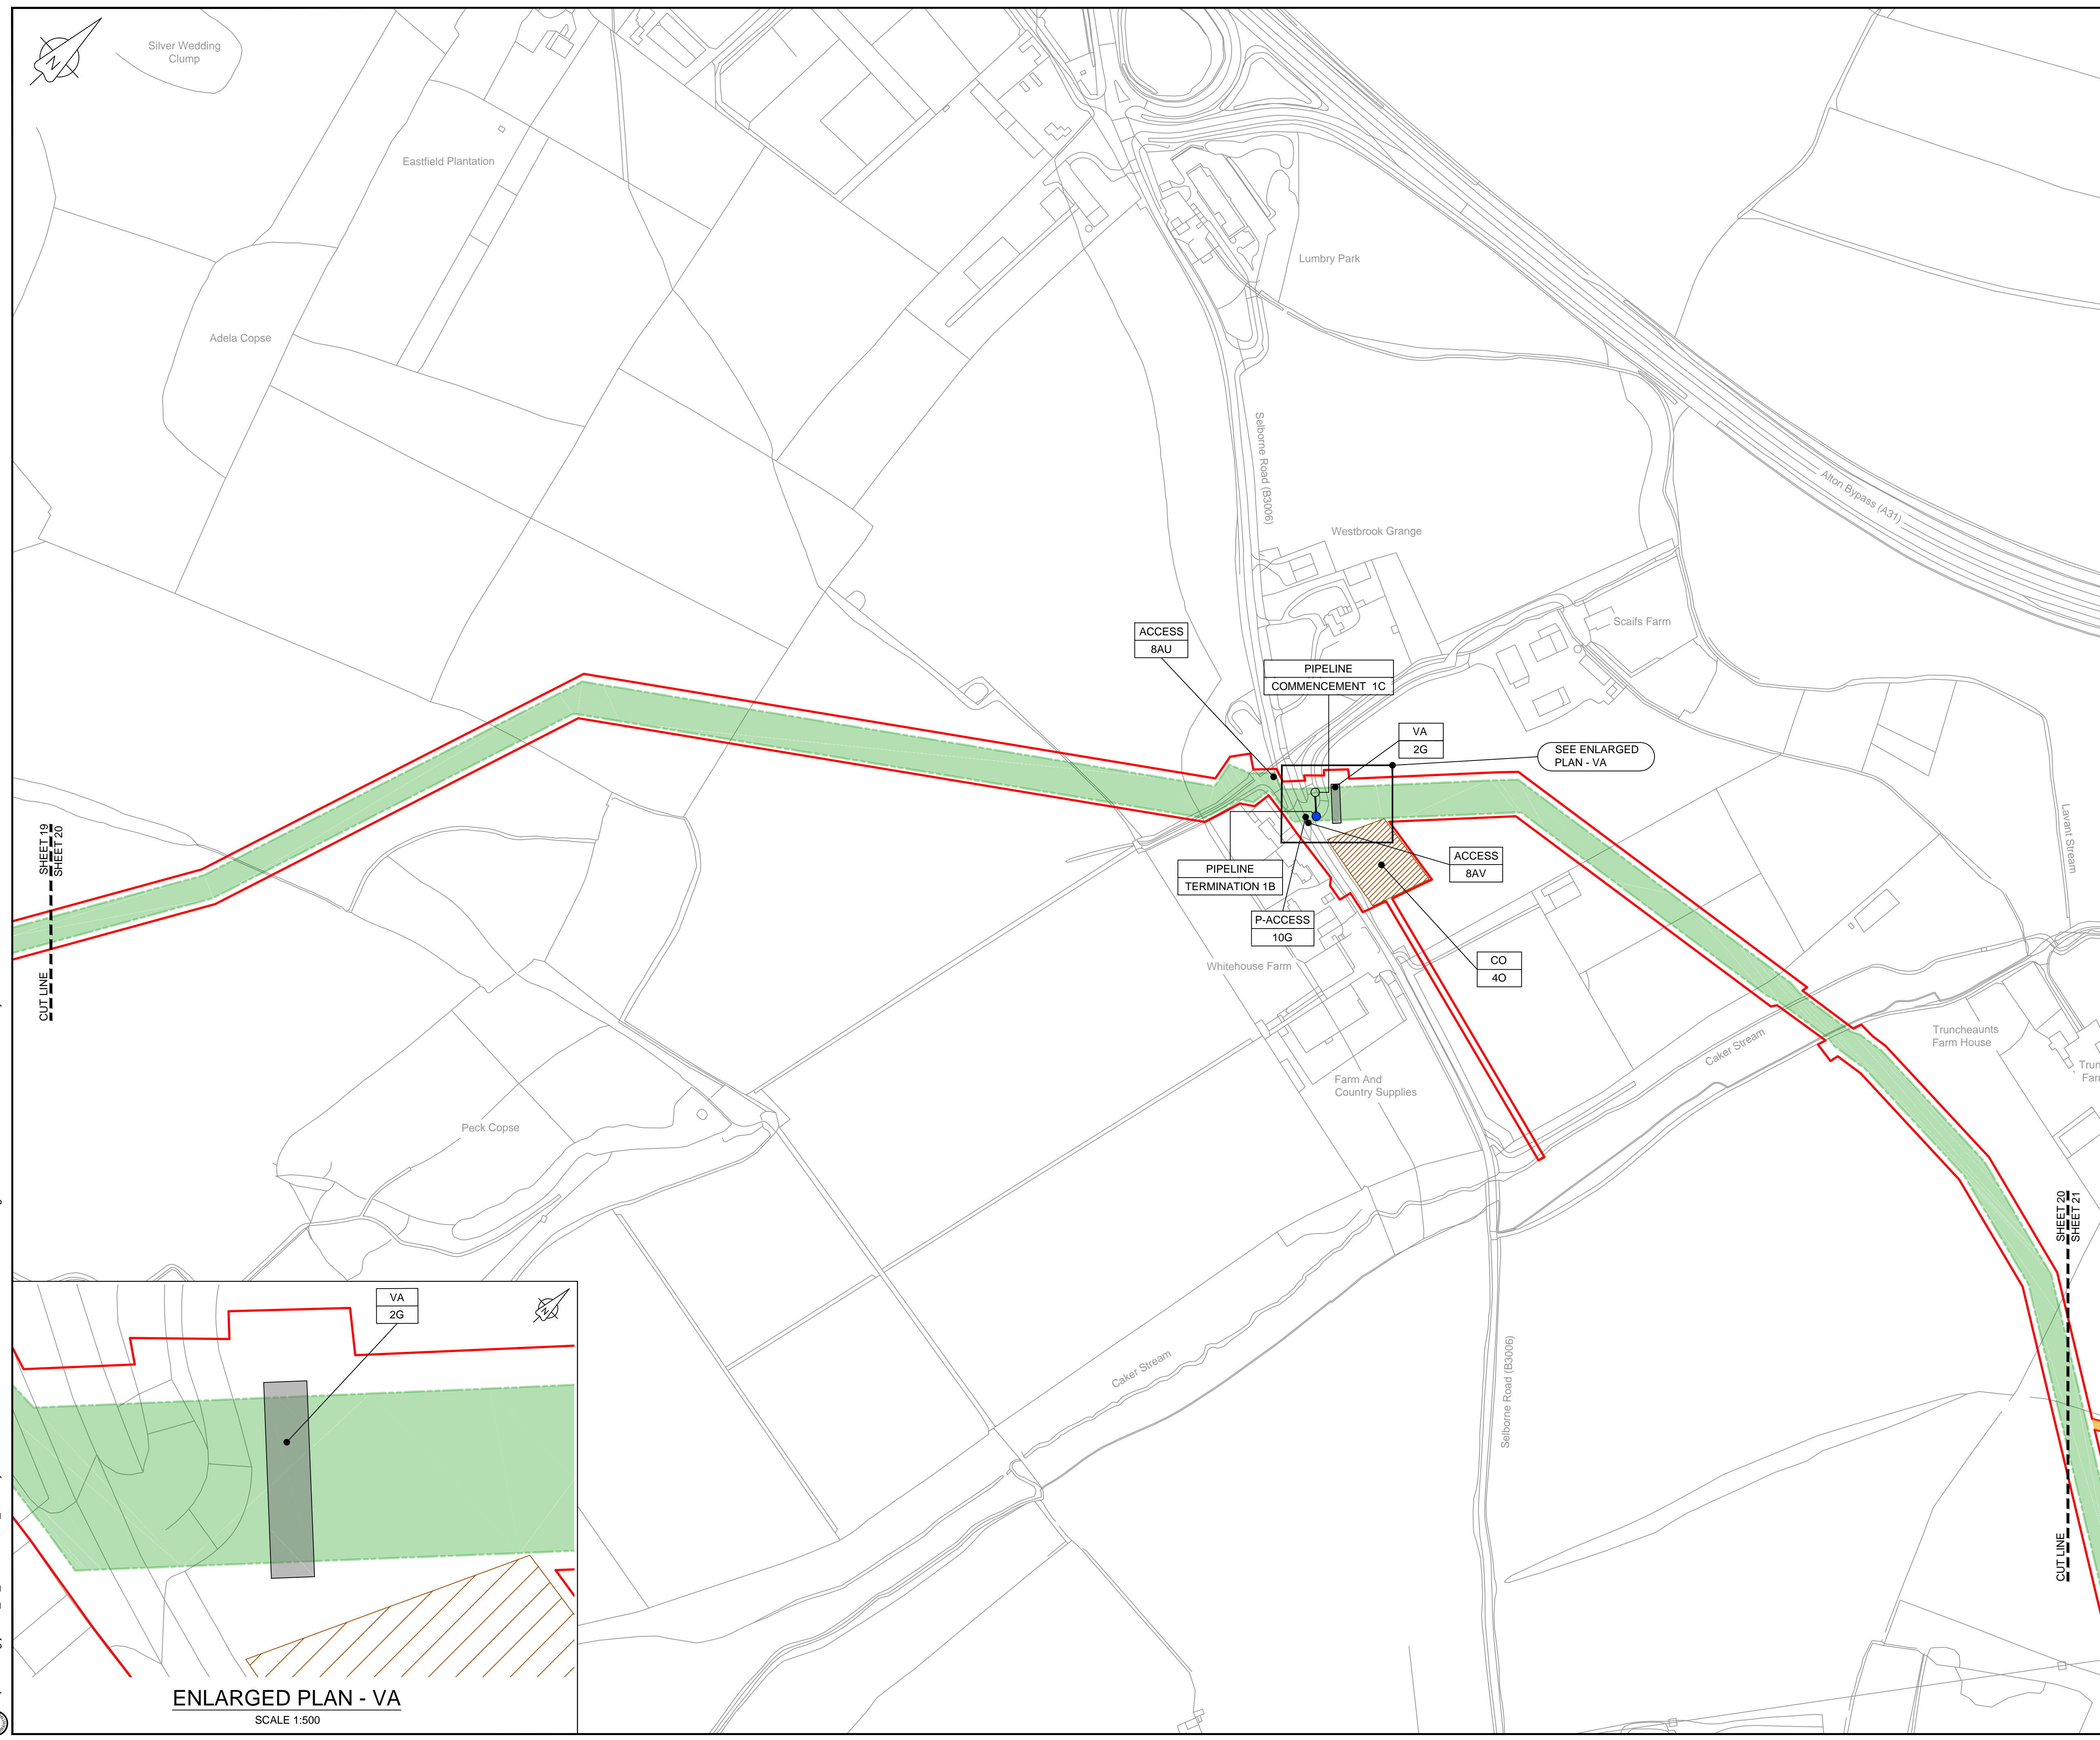 N
Silver Wedding
Clump
Eastfield Plantation
Adela Copse
Lumbry Park
Selborne Road (B3006)
Alton Bypass (A31)
Westbrook Grange
Scaifs Farm
ACCESS
8AU
PIPELINE
COMMENCEMENT 1C
VA
2G
SEE ENLARGED
PLAN - VA
Lavant Stream
SHEET 19
SHEET 20
CUT LINE
PIPELINE
TERMINATION 1B
ACCESS
8AV
P-ACCESS
10G
CO
4O
Whitehouse Farm
Farm And
Country Supplies
Caker Stream
Truncheaunts
Farm House
Peck Copse
Caker Stream
Selborne Road (B3006)
SHEET 20
SHEET 21
CUT LINE
VA
2G
N
ENLARGED PLAN - VA
SCALE 1:500